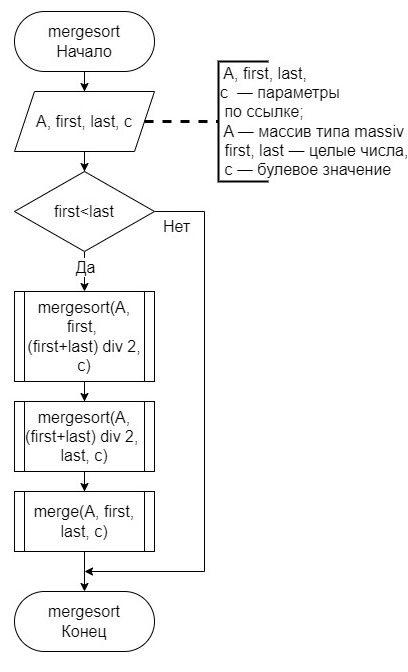 mergesort
Начало
A, first, last, c
A, first, last,
c — параметры
по ссылке;
A — массив типа massiv
first, last — целые числа,
c — булевое значение
first<last
Нет
Да
mergesort(A,
first,
(first+last) div 2,
c)
mergesort(A,
(first+last) div 2,
last, c)
merge(A, first,
last, c)
mergesort
Конец